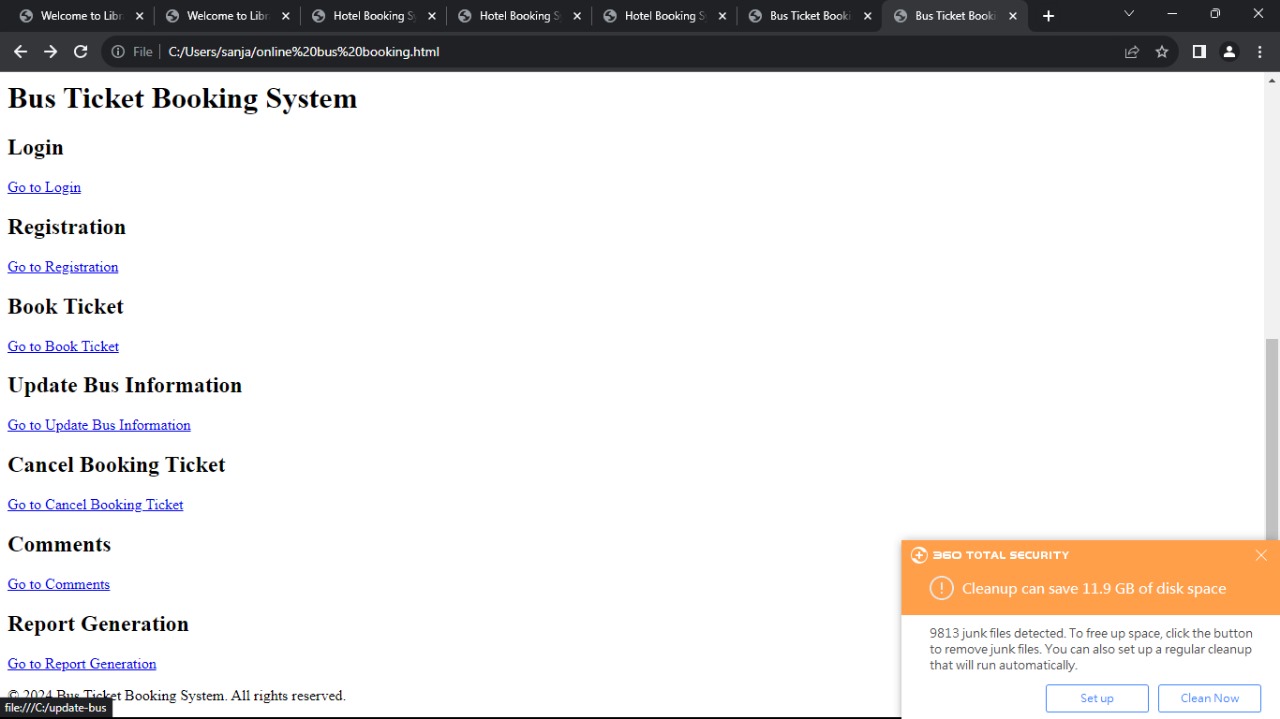 Welcome to Libr
Welcome to Libr
Hotel Booking S
Hotel Booking S
Hotel Booking S
Bus Ticket Booki
Bus Ticket Booki
File
C:/Users/sanja/online%20bus%20booking.html
Bus Ticket Booking System
Login
Go to Login
Registration
Go to Registration
Book Ticket
Go to Book Ticket
Update Bus Information
Go to Update Bus Information
Cancel Booking Ticket
Go to Cancel Booking Ticket
Comments
Go to Comments
Report Generation
Go to Report Generation
© 2024 Bus Ticket Booking System. All rights reserved.
file:///C:/update-bus
360 TOTAL SECURITY
Cleanup can save 11.9 GB of disk space
9813 junk files detected. To free up space, click the button
to remove junk files. You can also set up a regular cleanup
that will run automatically.
Set up
Clean Now